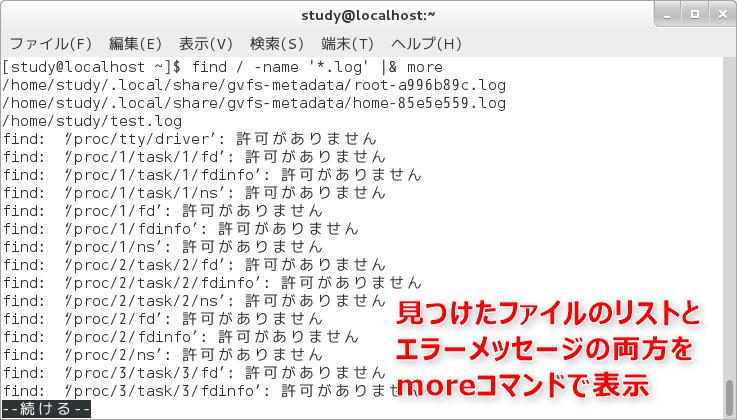 study@localhost:~
ファイル(F) 編集(E) 表示(V) 検索(S) 端末(T) ヘルプ(H)
[study@localhost ~]$ find / -name '*.log' |& more
/home/study/.local/share/gvfs-metadata/root-a996b89c.log
/home/study/.local/share/gvfs-metadata/home-85e5e559.log
/home/study/test.log
find: ‘/proc/tty/driver’: 許可がありません
find: ‘/proc/1/task/1/fd’: 許可がありません
find: ‘/proc/1/task/1/fdinfo’: 許可がありません
find: ‘/proc/1/task/1/ns’: 許可がありません
find: ‘/proc/1/fd’: 許可がありません
find: ‘/proc/1/fdinfo’: 許可がありません
find: ‘/proc/1/ns’: 許可がありません
find: ‘/proc/2/task/2/fd’: 許可がありません
find: ‘/proc/2/task/2/fdinfo’: 許可がありません
find: ‘/proc/2/task/2/ns’: 許可がありません
find: ‘/proc/2/fd’: 許可がありません
find: ‘/proc/2/fdinfo’: 許可がありません
find: ‘/proc/2/ns’: 許可がありません
find: ‘/proc/3/task/3/fd’: 許可がありません
find: ‘/proc/3/task/3/fdinfo’: 許可がありません
--続ける--
見つけたファイルのリストと
エラーメッセージの両方を
moreコマンドで表示